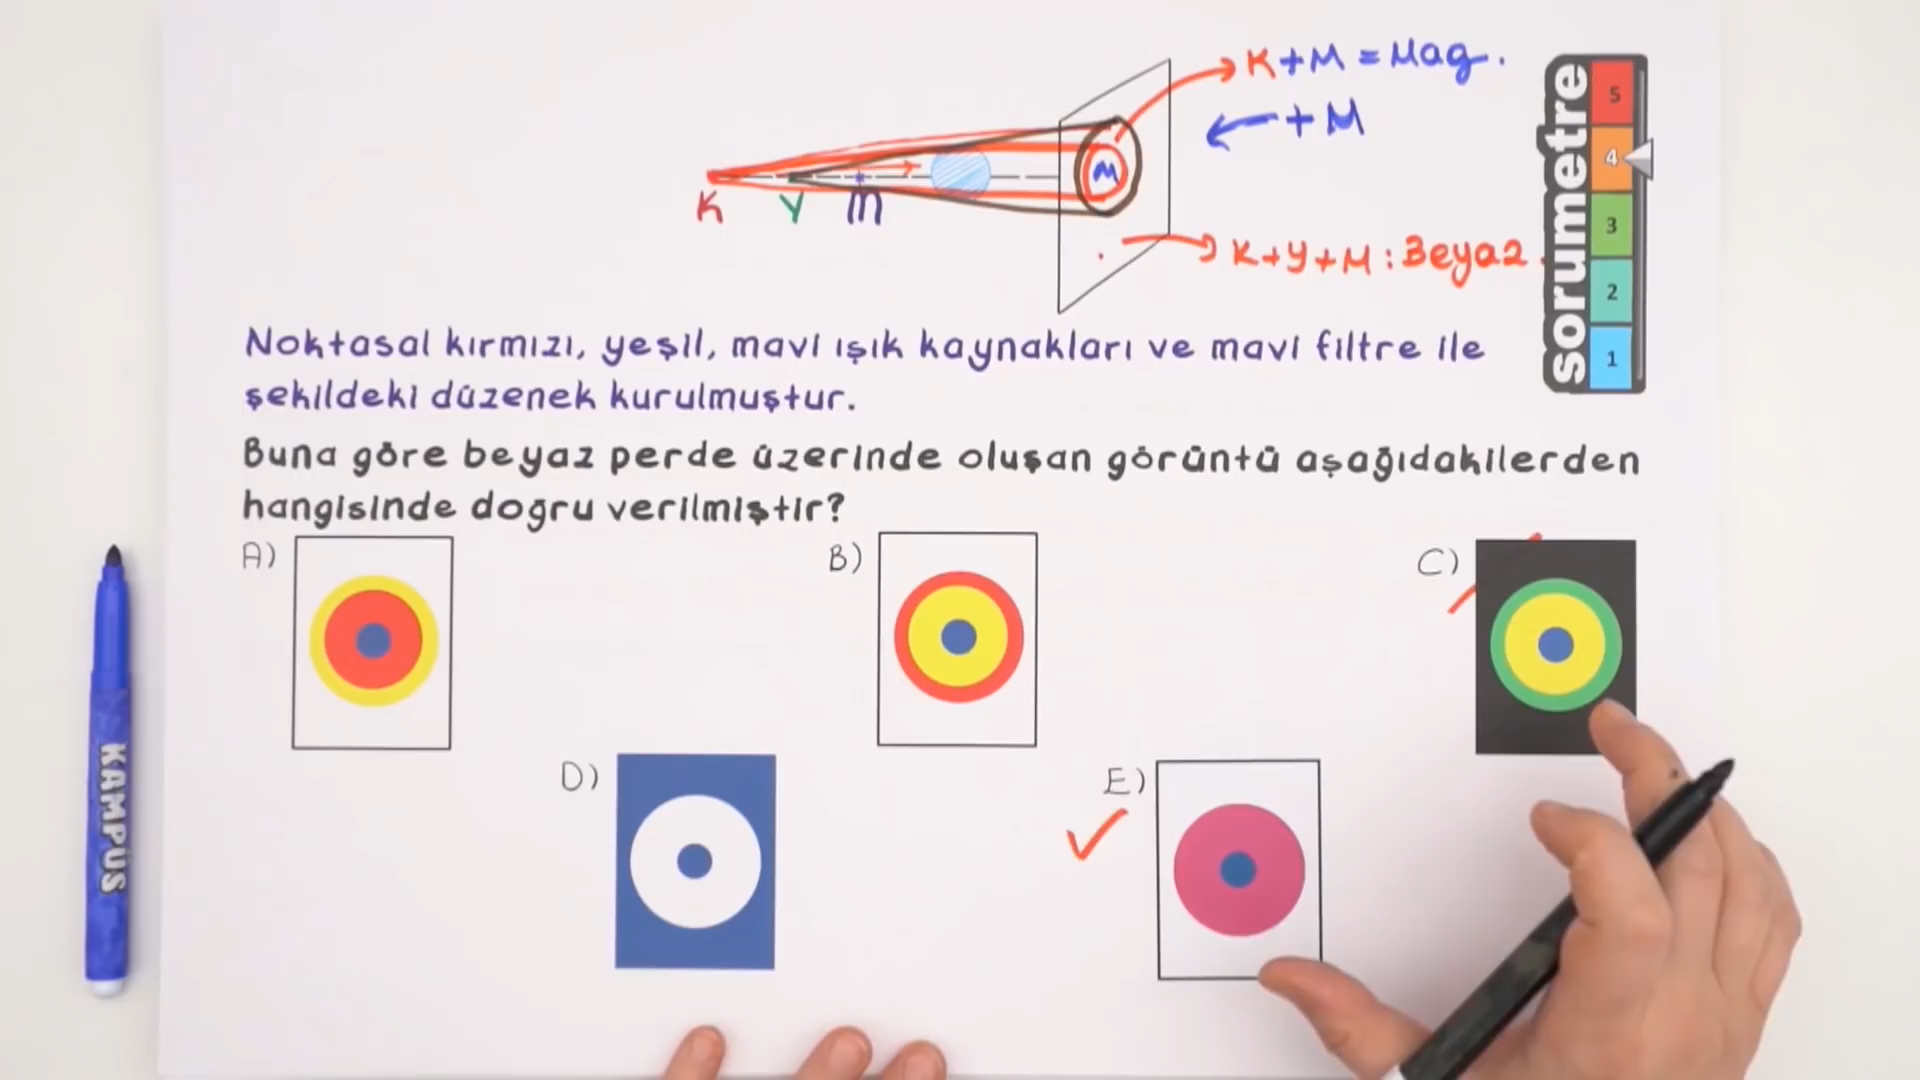 K+M = Mag.
+M
K Y M
M
K+Y+M : Beyaz.
sorumetre
5
4
3
2
1
Noktasal kırmızı, yeşil, mavi ışık kaynakları ve mavi filtre ile
şekildeki düzenek kurulmuştur.
Buna göre beyaz perde üzerinde oluşan görüntü aşağıdakilerden
hangisinde doğru verilmiştir?
A)
B)
C)
D)
E)
KAMPÜS